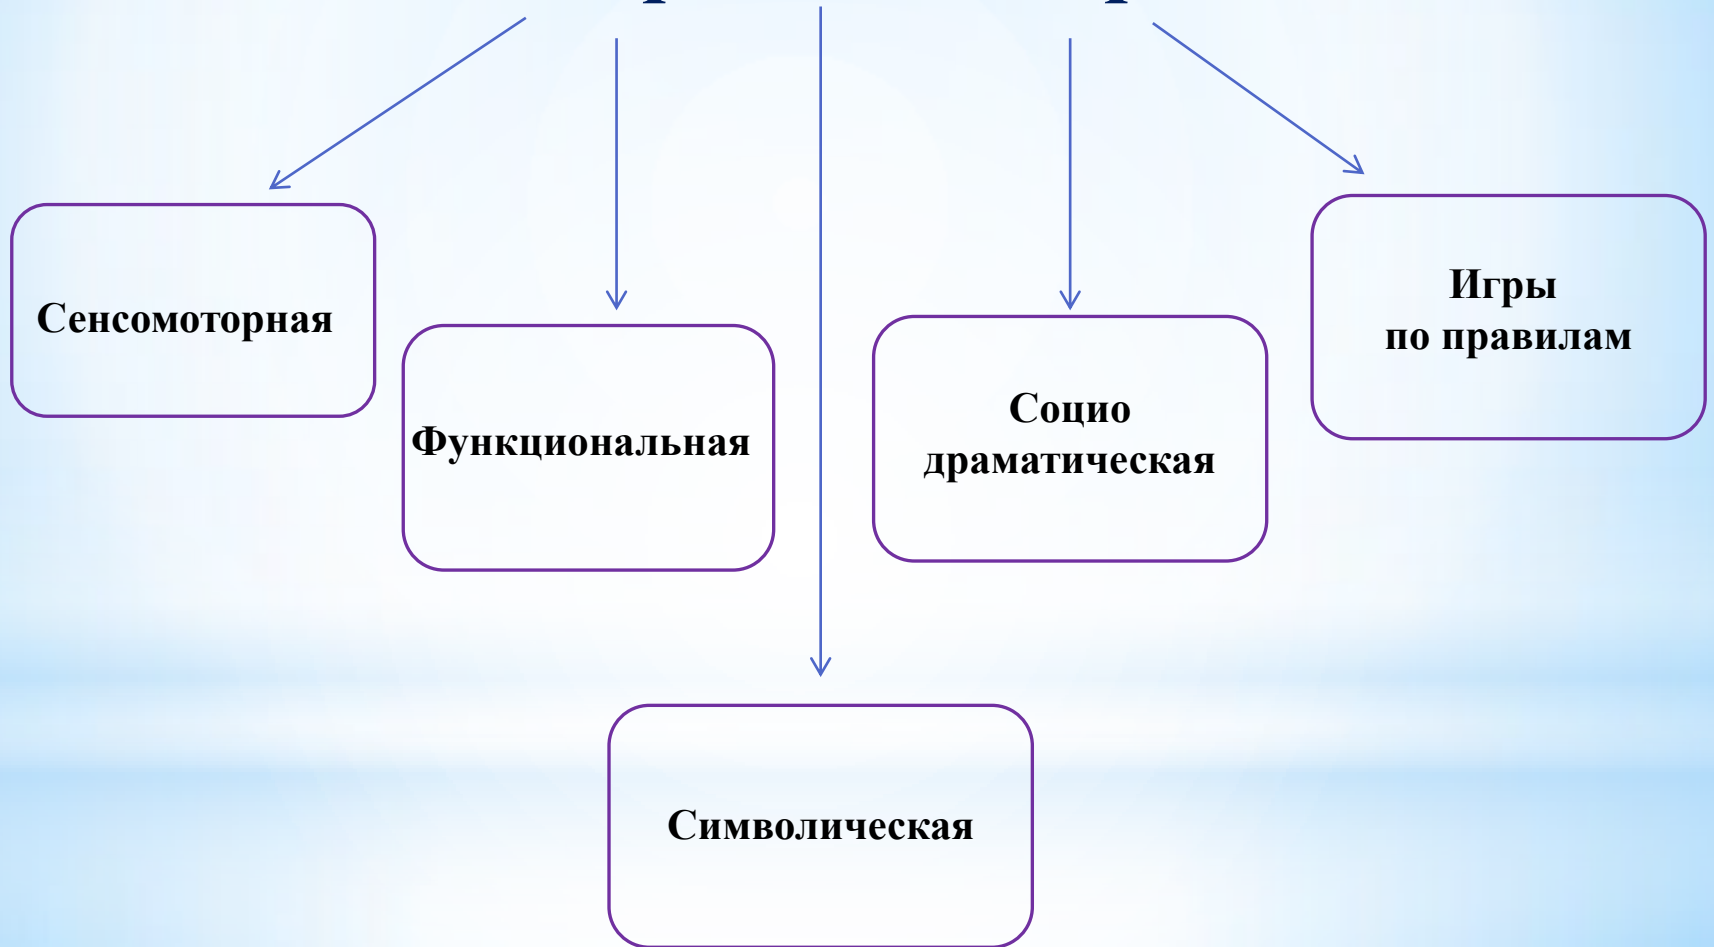 Сенсомоторная
Функциональная
Социо
драматическая
Игры
по правилам
Символическая